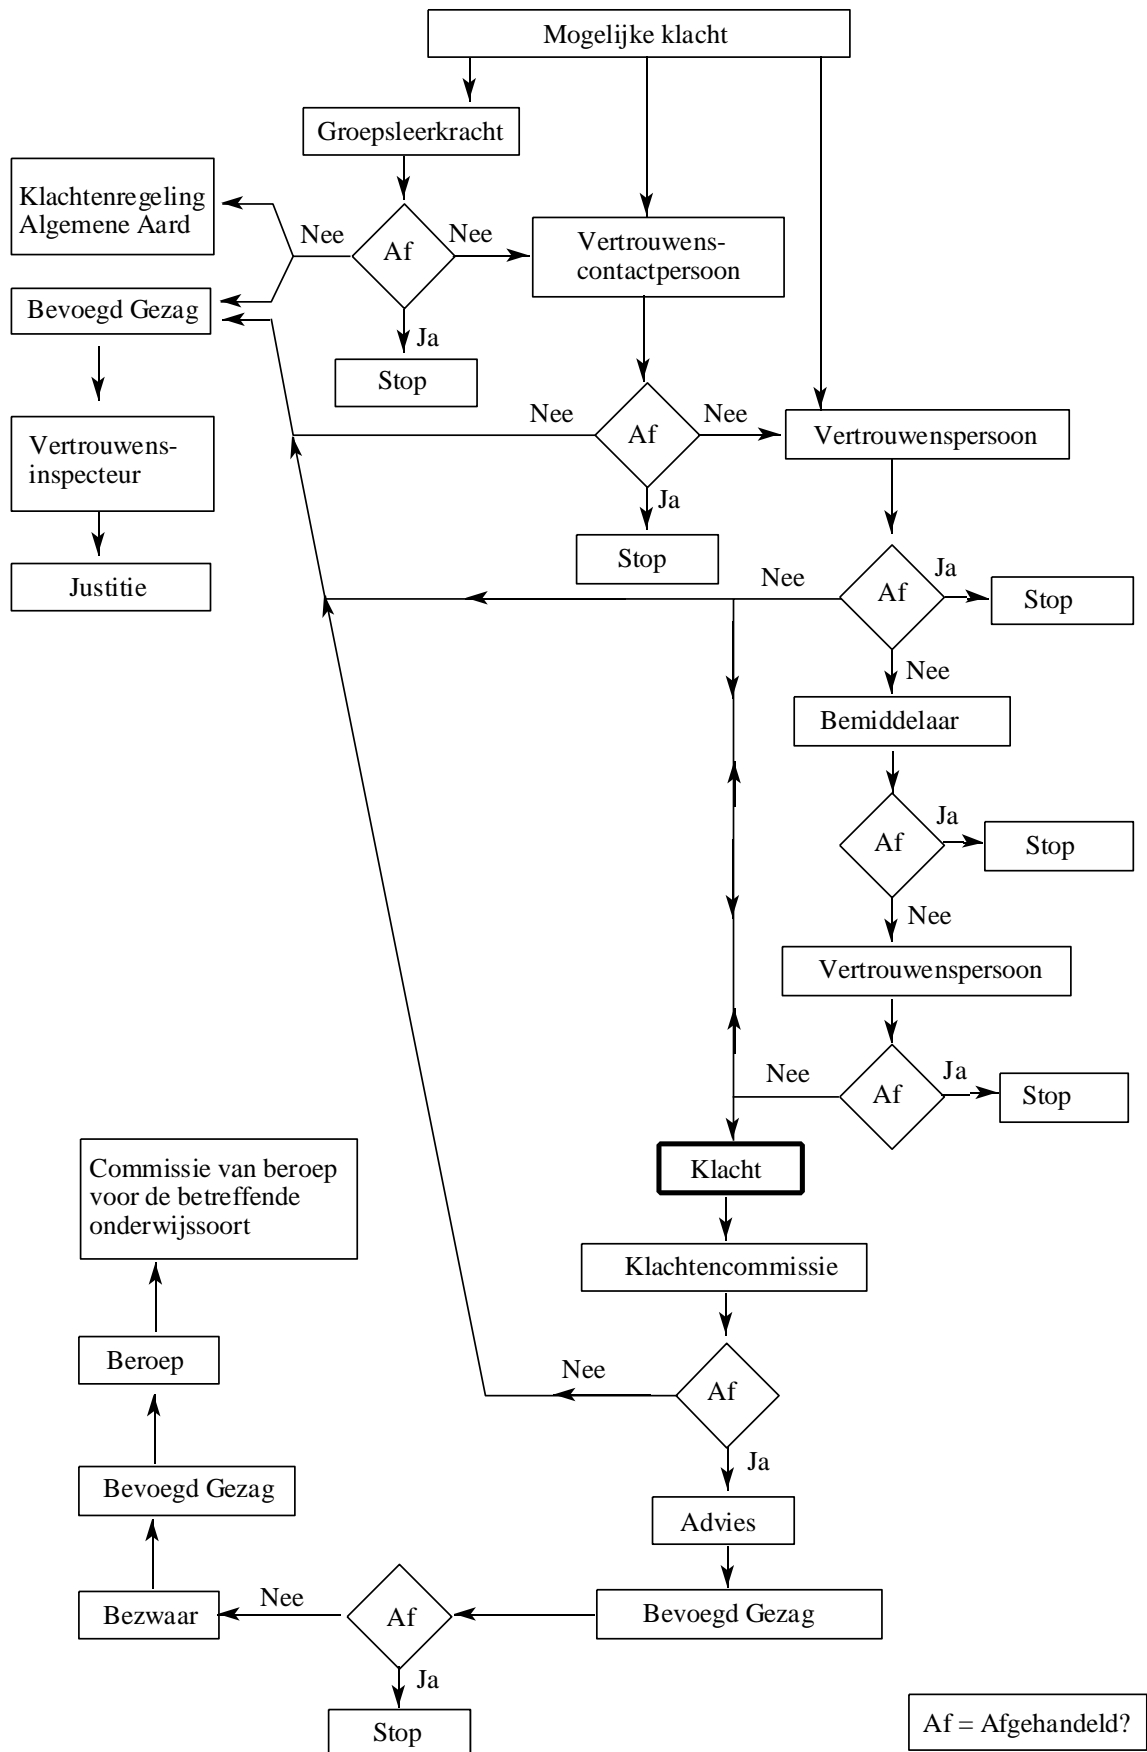 Mogelijke klacht
Groepsleerkracht
Klachtenregeling
Algemene Aard
Nee
Af
Nee
Vertrouwens-
contactpersoon
Bevoegd Gezag
Ja
Stop
Nee
Af
Nee
Vertrouwenspersoon
Vertrouwens-
inspecteur
Ja
Stop
Justitie
Nee
Af
Ja
Stop
Nee
Bemiddelaar
Af
Ja
Stop
Nee
Vertrouwenspersoon
Nee
Af
Ja
Stop
Klacht
Commissie van beroep
voor de betreffende
onderwijssoort
Klachtencommissie
Beroep
Nee
Af
Ja
Bevoegd Gezag
Advies
Bezwaar
Nee
Af
Bevoegd Gezag
Ja
Stop
Af = Afgehandeld?